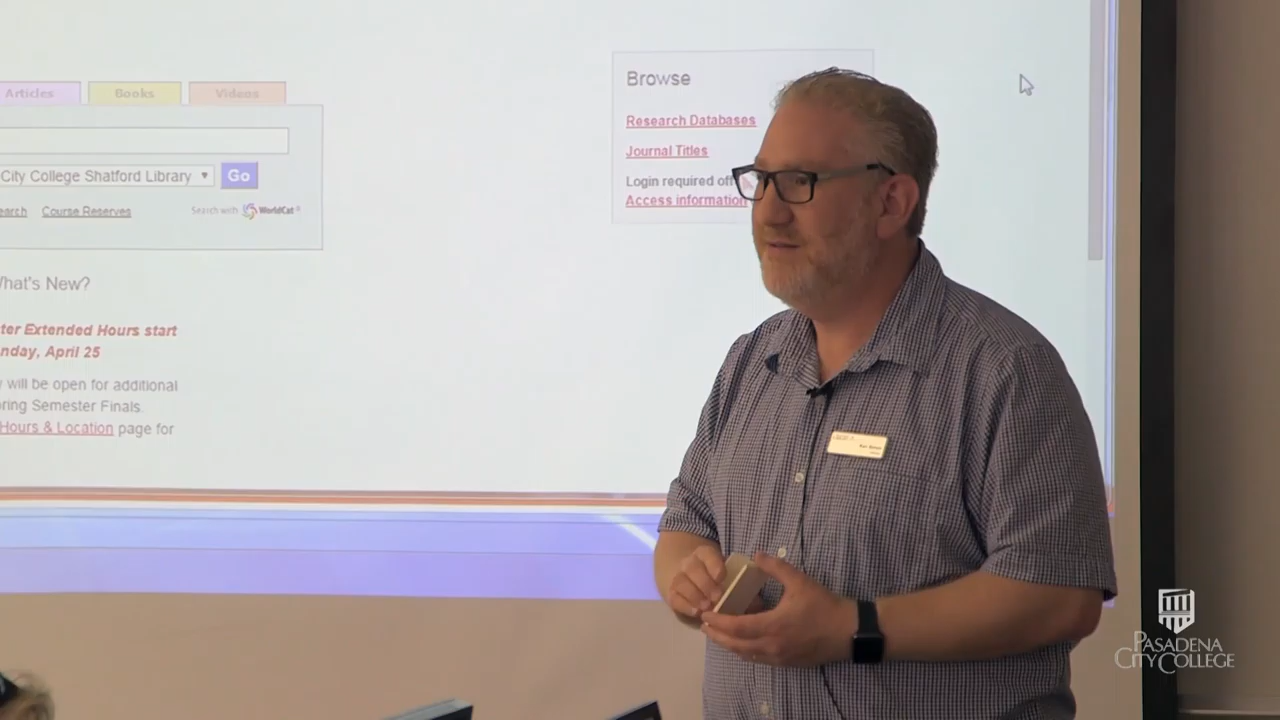 Articles
Books
Videos
City College Shatford Library
Go
earch
Course Reserves
Search with WorldCat
What's New?
ter Extended Hours start
nday, April 25
will be open for additional
ring Semester Finals.
Hours & Location page for
Browse
Research Databases
Journal Titles
Login required off
Access information
PASADENA
CITY COLLEGE